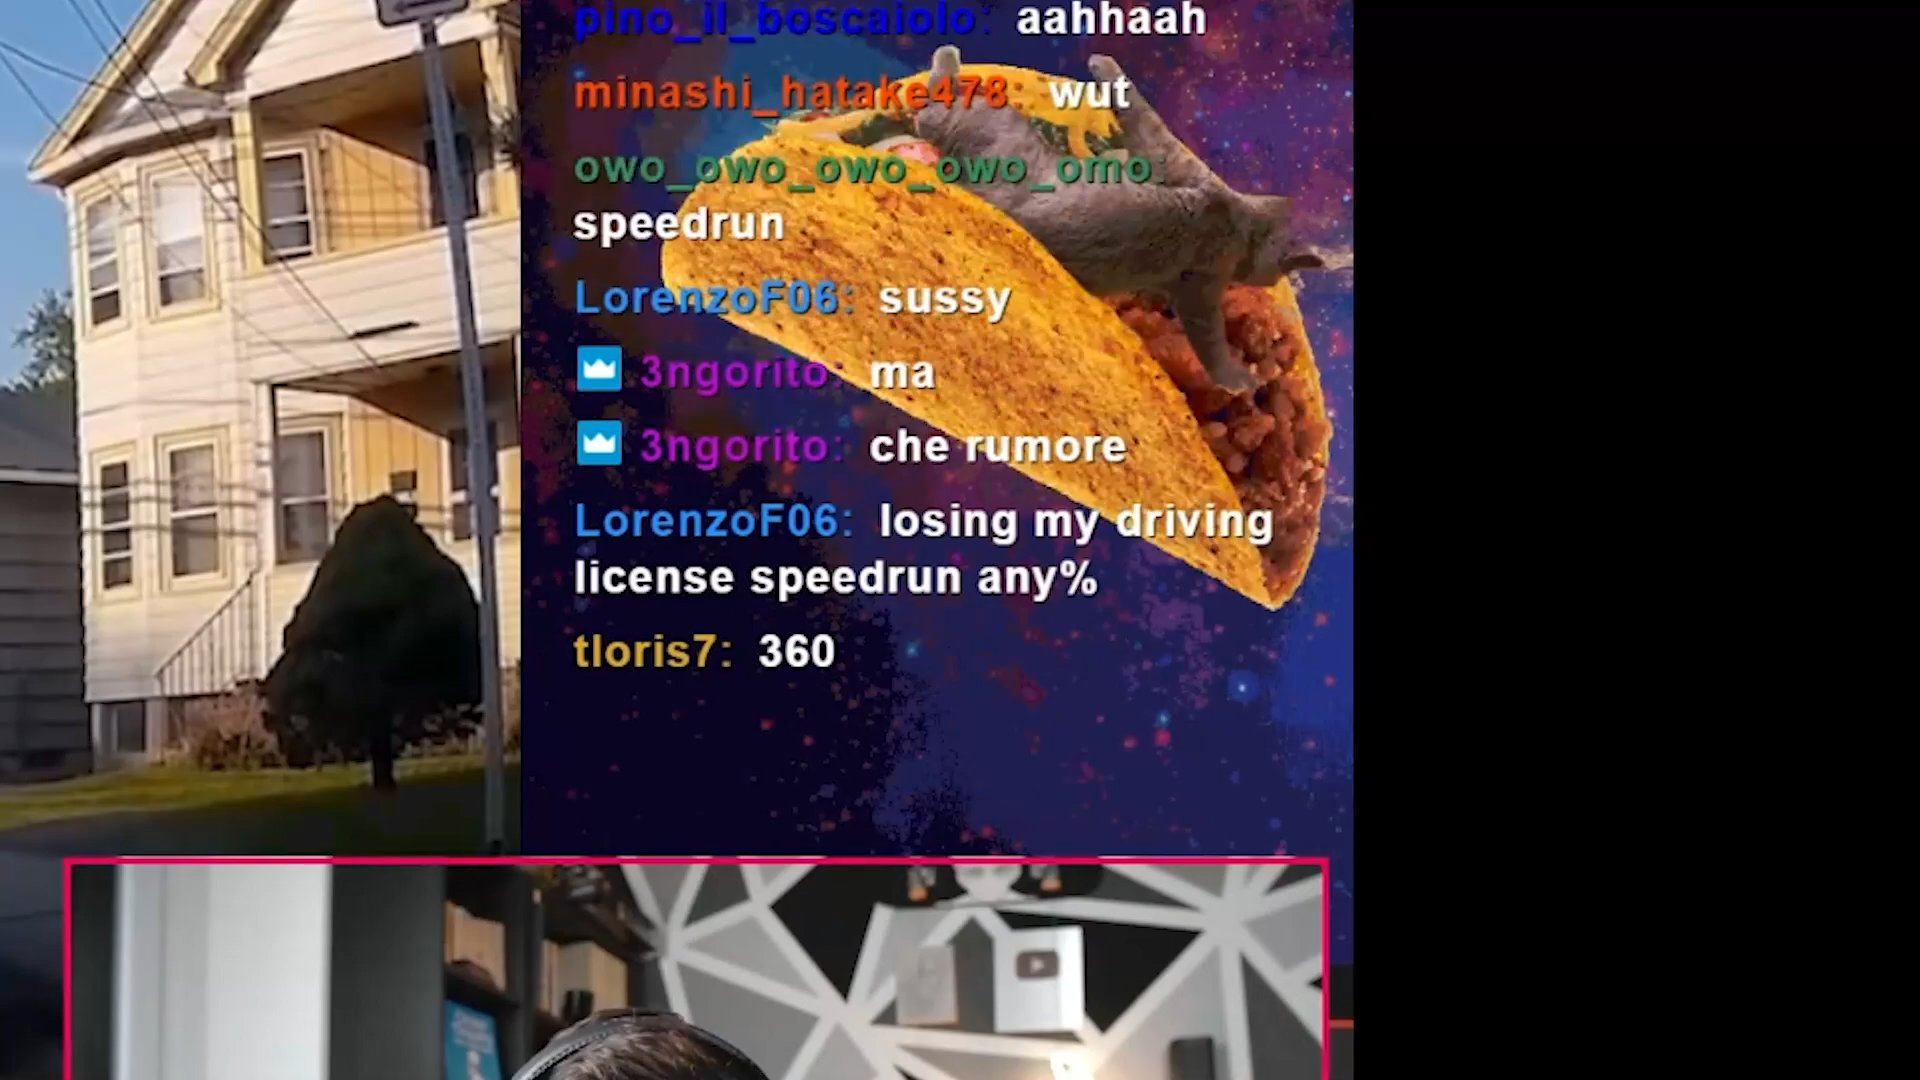 pino_il_boscaiolo: aahhaah
minashi_hatake478: wut
owo_owo_owo_owo_omo:
speedrun
LorenzoF06: sussy
3ngorito: ma
3ngorito: che rumore
LorenzoF06: losing my driving
license speedrun any%
tloris7: 360